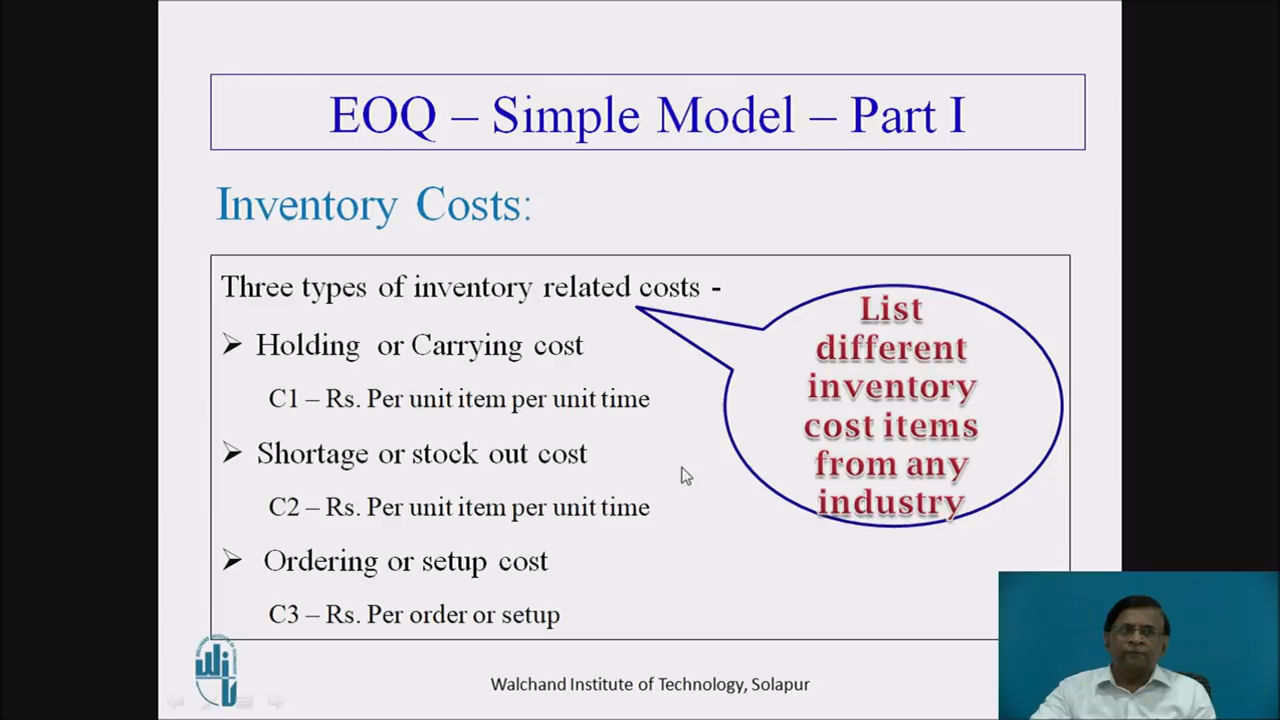 EOQ – Simple Model – Part I
Inventory Costs:
Three types of inventory related costs -
Holding or Carrying cost
C1 – Rs. Per unit item per unit time
Shortage or stock out cost
C2 – Rs. Per unit item per unit time
Ordering or setup cost
C3 – Rs. Per order or setup
List
different
inventory
cost items
from any
industry
Walchand Institute of Technology, Solapur